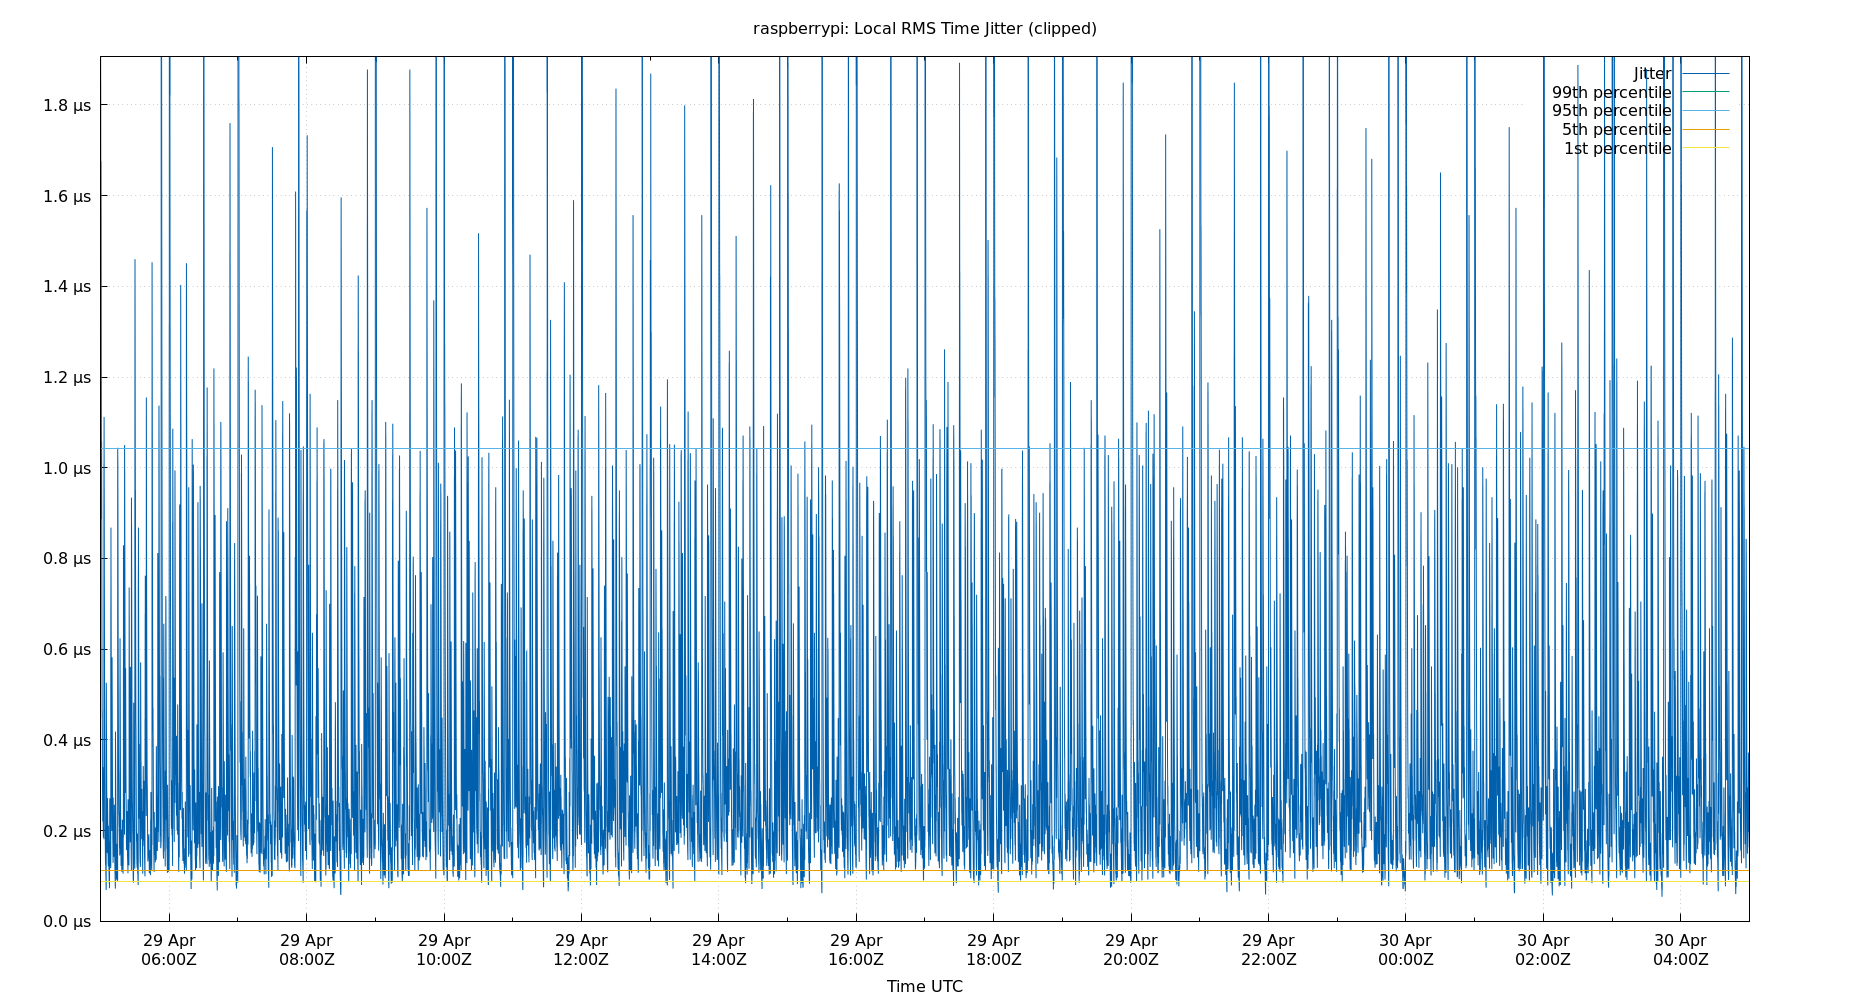 raspberrypi: Local RMS Time Jitter (clipped)
Jitter
99th percentile
95th percentile
5th percentile
1st percentile
1.8 µs
1.6 µs
1.4 µs
1.2 µs
1.0 µs
0.8 µs
0.6 µs
0.4 µs
0.2 µs
0.0 µs
29 Apr 29 Apr 29 Apr 29 Apr 29 Apr 29 Apr 29 Apr 29 Apr 29 Apr 30 Apr 30 Apr 30 Apr
06:00Z 08:00Z 10:00Z 12:00Z 14:00Z 16:00Z 18:00Z 20:00Z 22:00Z 00:00Z 02:00Z 04:00Z
Time UTC